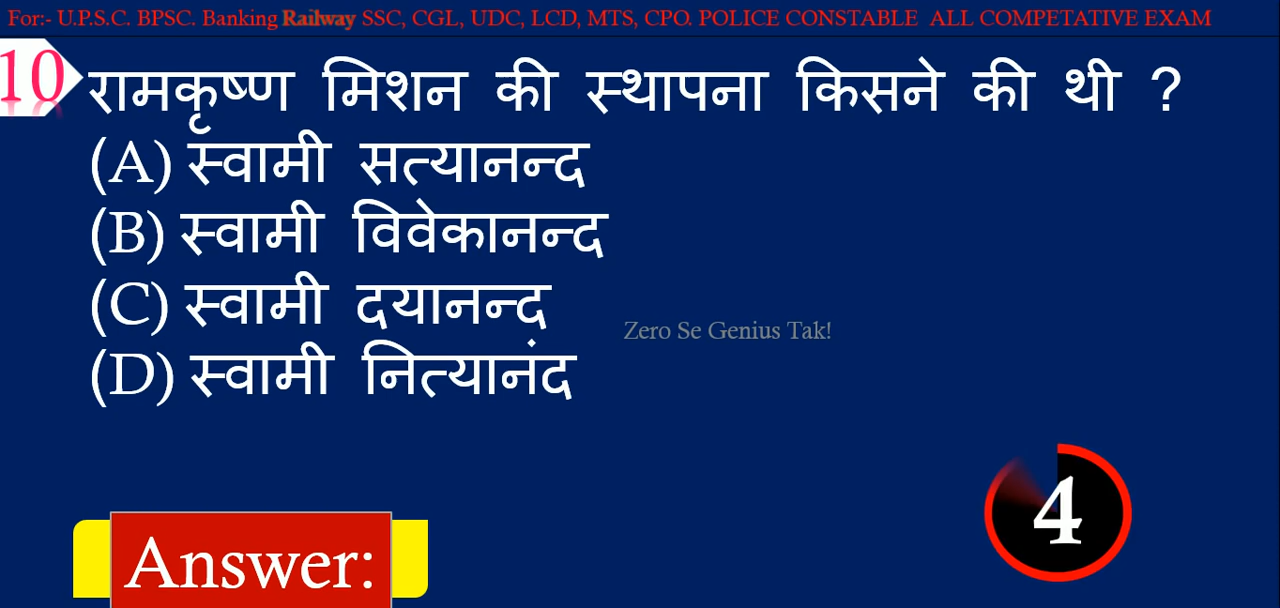 For:- U.P.S.C. BPSC. Banking Railway SSC, CGL, UDC, LCD, MTS, CPO. POLICE CONSTABLE ALL COMPETATIVE EXAM
10 रामकृष्ण मिशन की स्थापना किसने की थी ?
(A) स्वामी सत्यानन्द
(B) स्वामी विवेकानन्द
(C) स्वामी दयानन्द
Zero Se Genius Tak!
(D) स्वामी नित्यानंद
4
Answer: